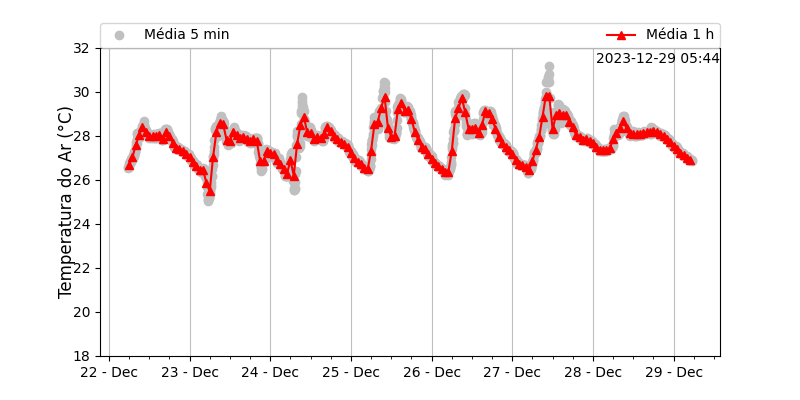 Média 5 min
Média 1 h
2023-12-29 05:44
Temperatura do Ar (°C)
32
30
28
26
24
22
20
18
22 - Dec
23 - Dec
24 - Dec
25 - Dec
26 - Dec
27 - Dec
28 - Dec
29 - Dec